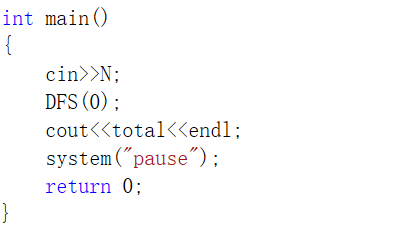 int main()
{
    cin>>N;
    DFS(0);
    cout<<total<<endl;
    system("pause");
    return 0;
}